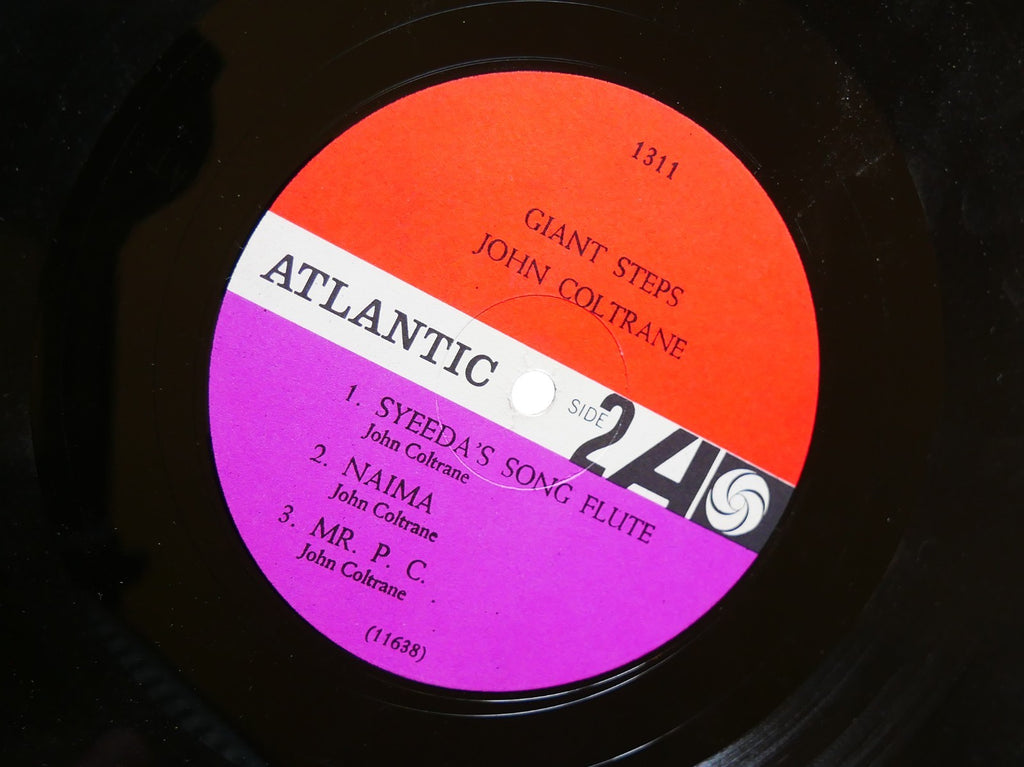 1311
GIANT STEPS
JOHN COLTRANE
ATLANTIC
SIDE 2 A
1. SYEEDA'S SONG FLUTE
John Coltrane
2. NAIMA
John Coltrane
3. MR. P. C.
John Coltrane
(11638)